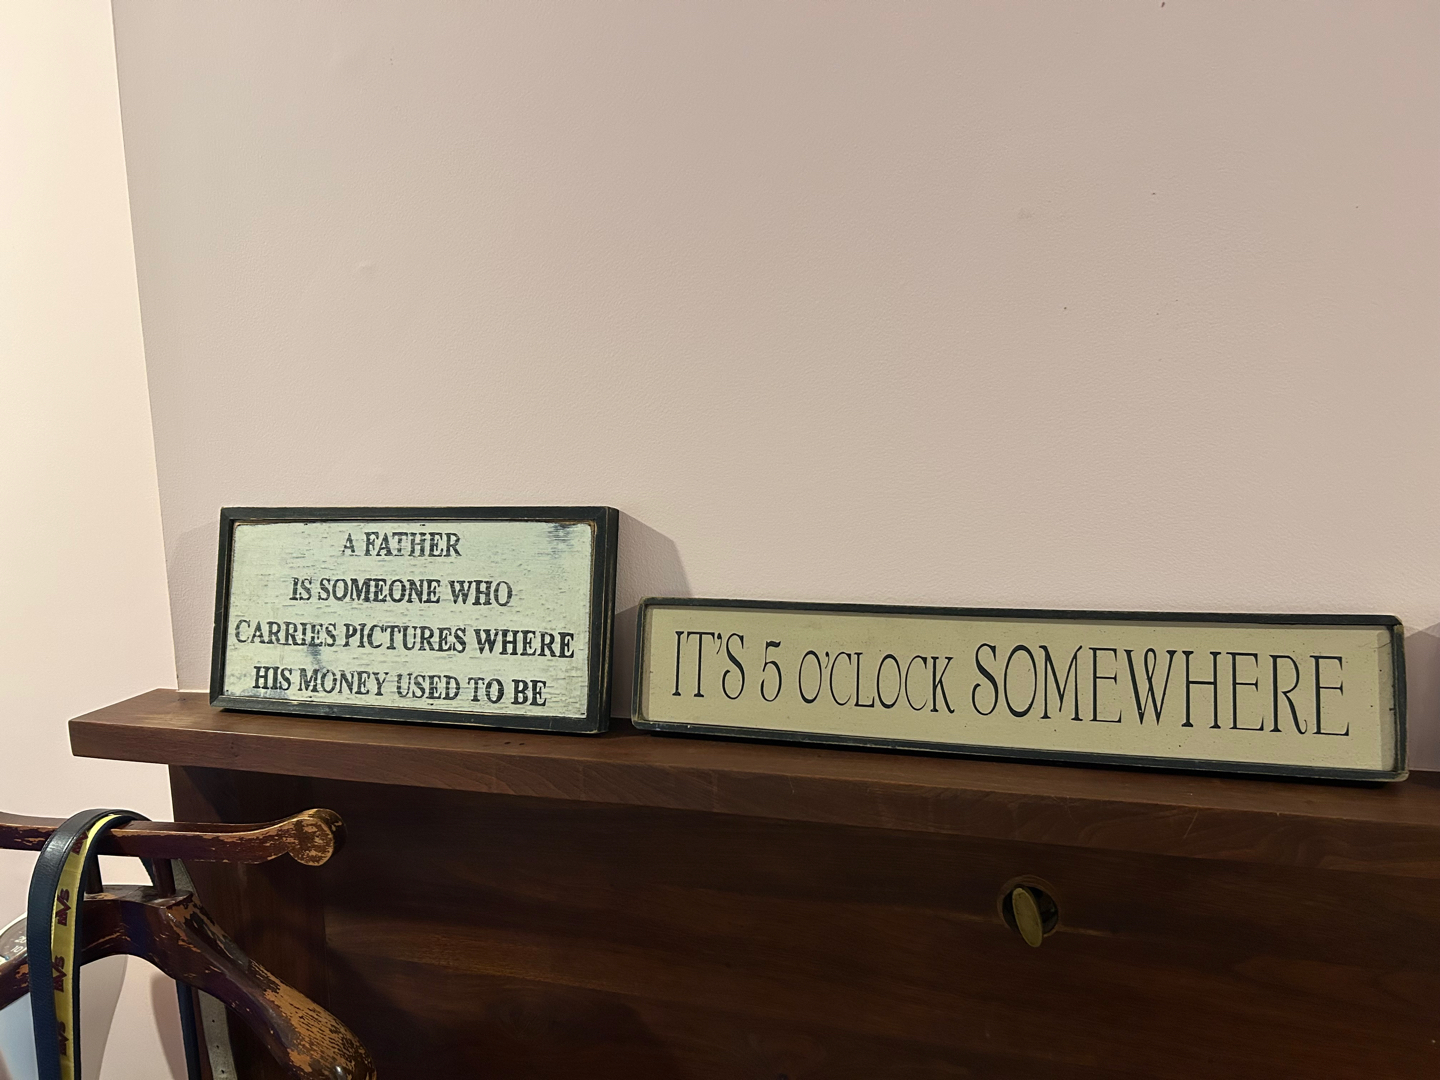 A FATHER
IS SOMEONE WHO
CARRIES PICTURES WHERE
HIS MONEY USED TO BE
IT'S 5 O'CLOCK SOMEWHERE